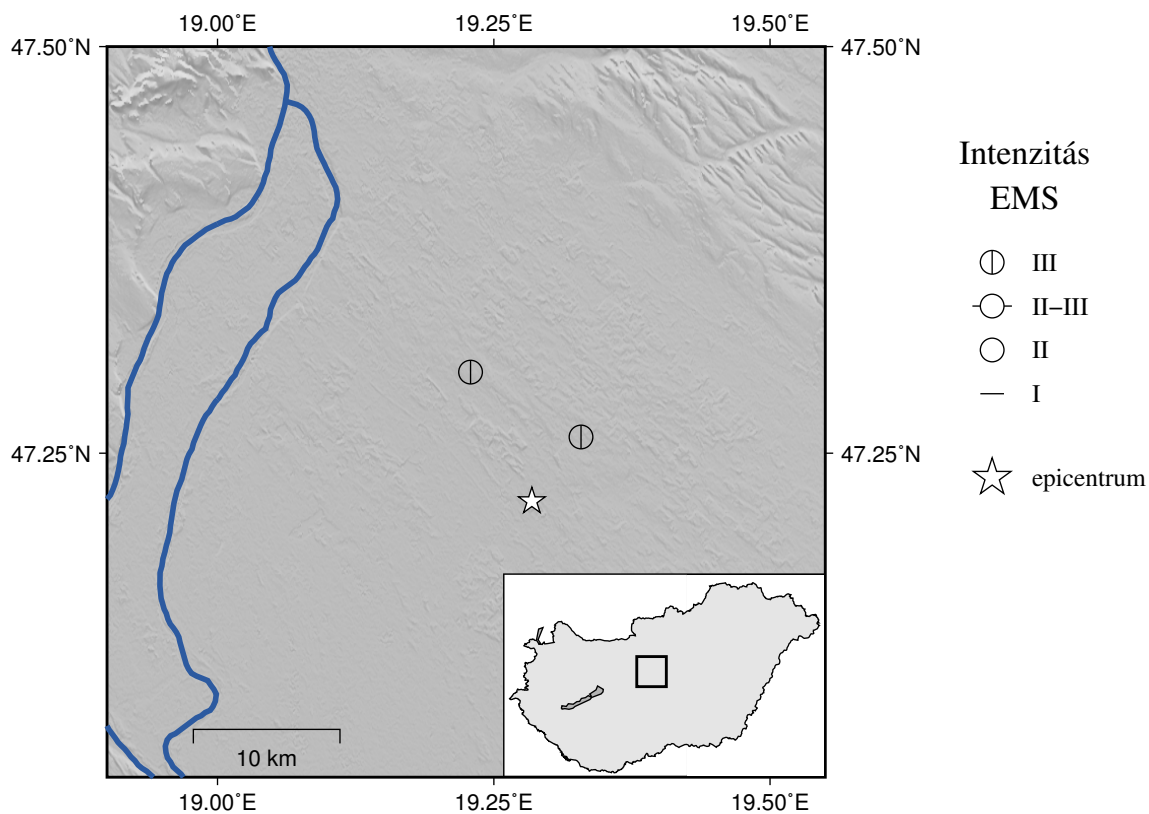 19.00°E 19.25°E 19.50°E
47.50°N 47.50°N
47.25°N 47.25°N
19.00°E 19.25°E 19.50°E
10 km
Intenzitás
EMS
III
II–III
II
I
epicentrum